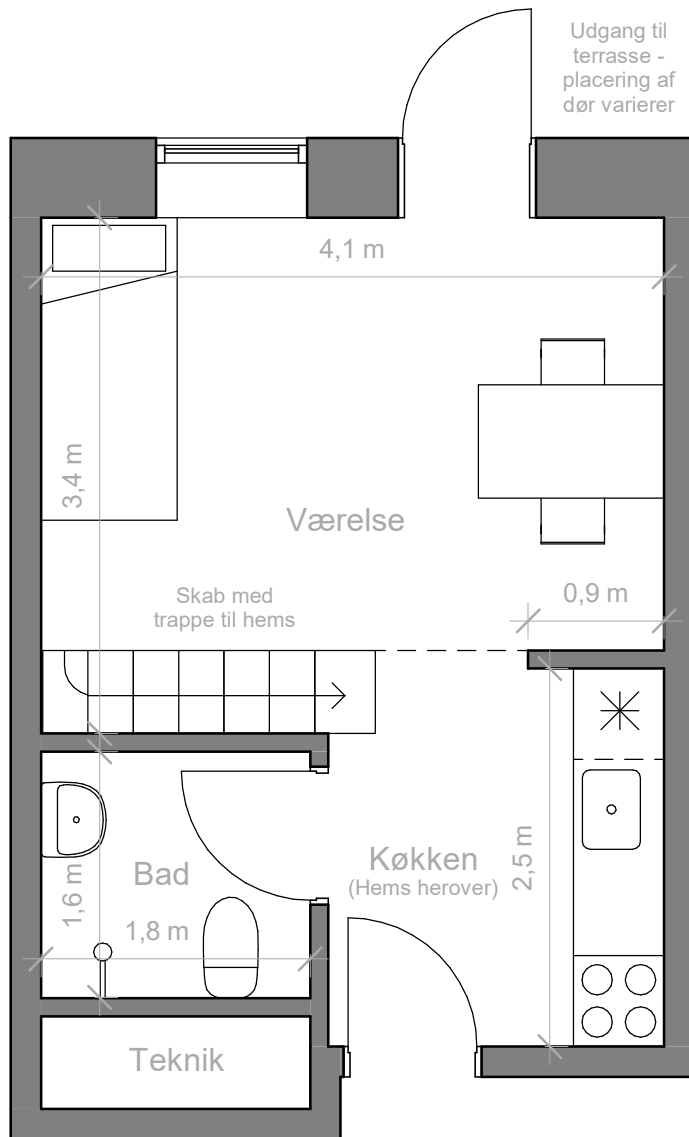 Udgang til
terrasse -
placering af
dør varierer
4,1 m
3,4 m
Værelse
Skab med
trappe til hems
0,9 m
Køkken
(Hems herover)
2,5 m
Bad
1,6 m
1,8 m
Teknik